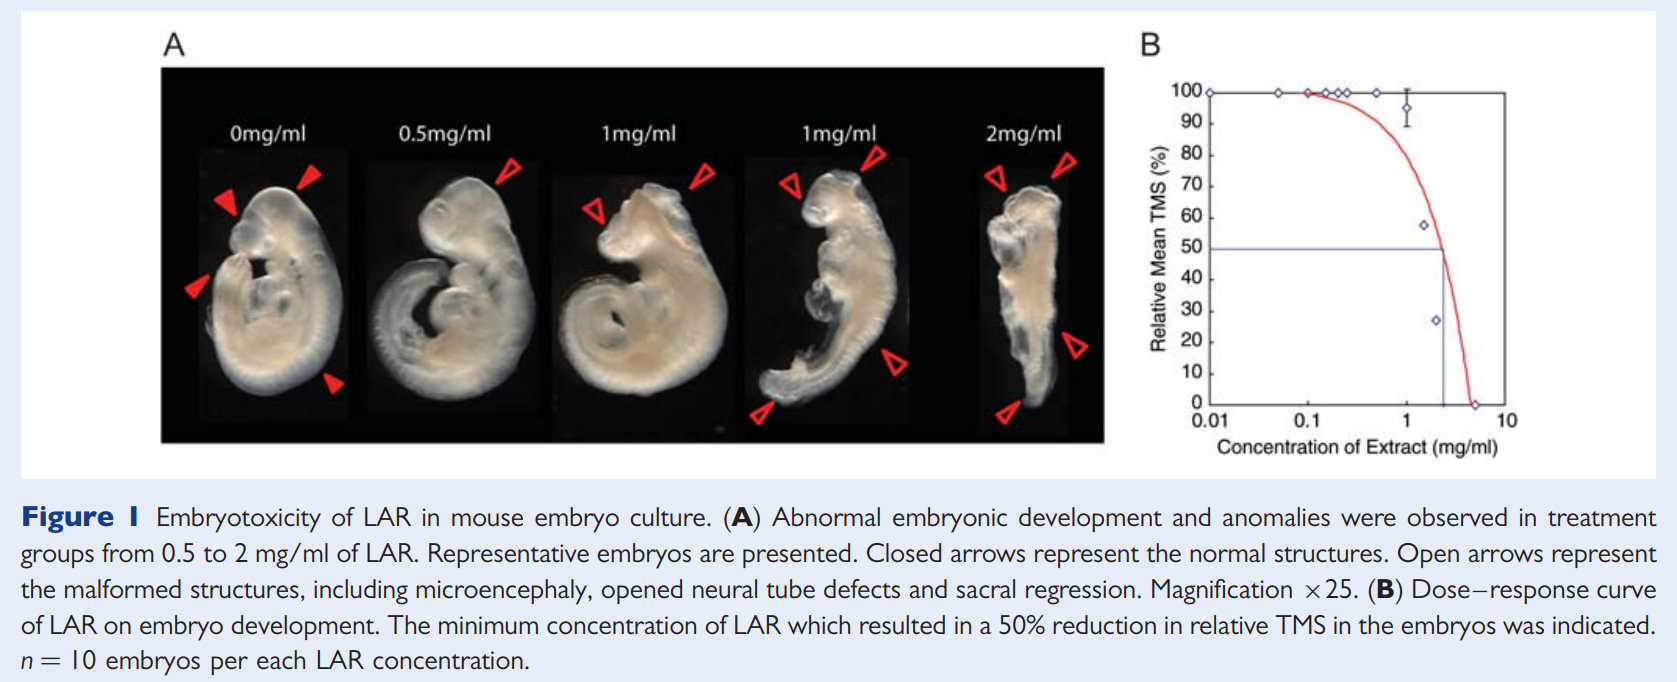 A
0mg/ml
0.5mg/ml
1mg/ml
1mg/ml
2mg/ml
B
Relative Mean TMS (%)
100
90
80
70
60
50
40
30
20
10
0
0.01
0.1
1
10
Concentration of Extract (mg/ml)
Figure 1 Embryotoxicity of LAR in mouse embryo culture. (A) Abnormal embryonic development and anomalies were observed in treatment
groups from 0.5 to 2 mg/ml of LAR. Representative embryos are presented. Closed arrows represent the normal structures. Open arrows represent
the malformed structures, including microencephaly, opened neural tube defects and sacral regression. Magnification ×25. (B) Dose–response curve
of LAR on embryo development. The minimum concentration of LAR which resulted in a 50% reduction in relative TMS in the embryos was indicated.
n = 10 embryos per each LAR concentration.